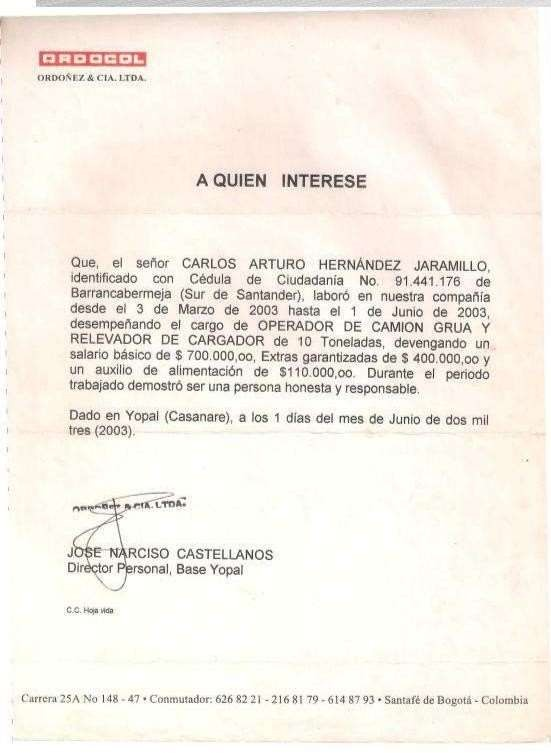 ORDOCOL
ORDOÑEZ & CIA. LTDA.
A QUIEN INTERESE
Que, el señor CARLOS ARTURO HERNÁNDEZ JARAMILLO,
identificado con Cédula de Ciudadanía No. 91.441.176 de
Barrancabermeja (Sur de Santander), laboró en nuestra compañía
desde el 3 de Marzo de 2003 hasta el 1 de Junio de 2003,
desempeñando el cargo de OPERADOR DE CAMION GRUA Y
RELEVADOR DE CARGADOR de 10 Toneladas, devengando un
salario básico de $ 700.000,oo, Extras garantizadas de $ 400.000,oo y
un auxilio de alimentación de $110.000,oo. Durante el periodo
trabajado demostró ser una persona honesta y responsable.
Dado en Yopal (Casanare), a los 1 días del mes de Junio de dos mil
tres (2003).
ORDOÑEZ & CIA. LTDA.
JOSE NARCISO CASTELLANOS
Director Personal, Base Yopal
C.C. Hoja vida
Carrera 25A No 148 - 47 • Conmutador: 626 82 21 - 216 81 79 - 614 87 93 • Santafé de Bogotá - Colombia